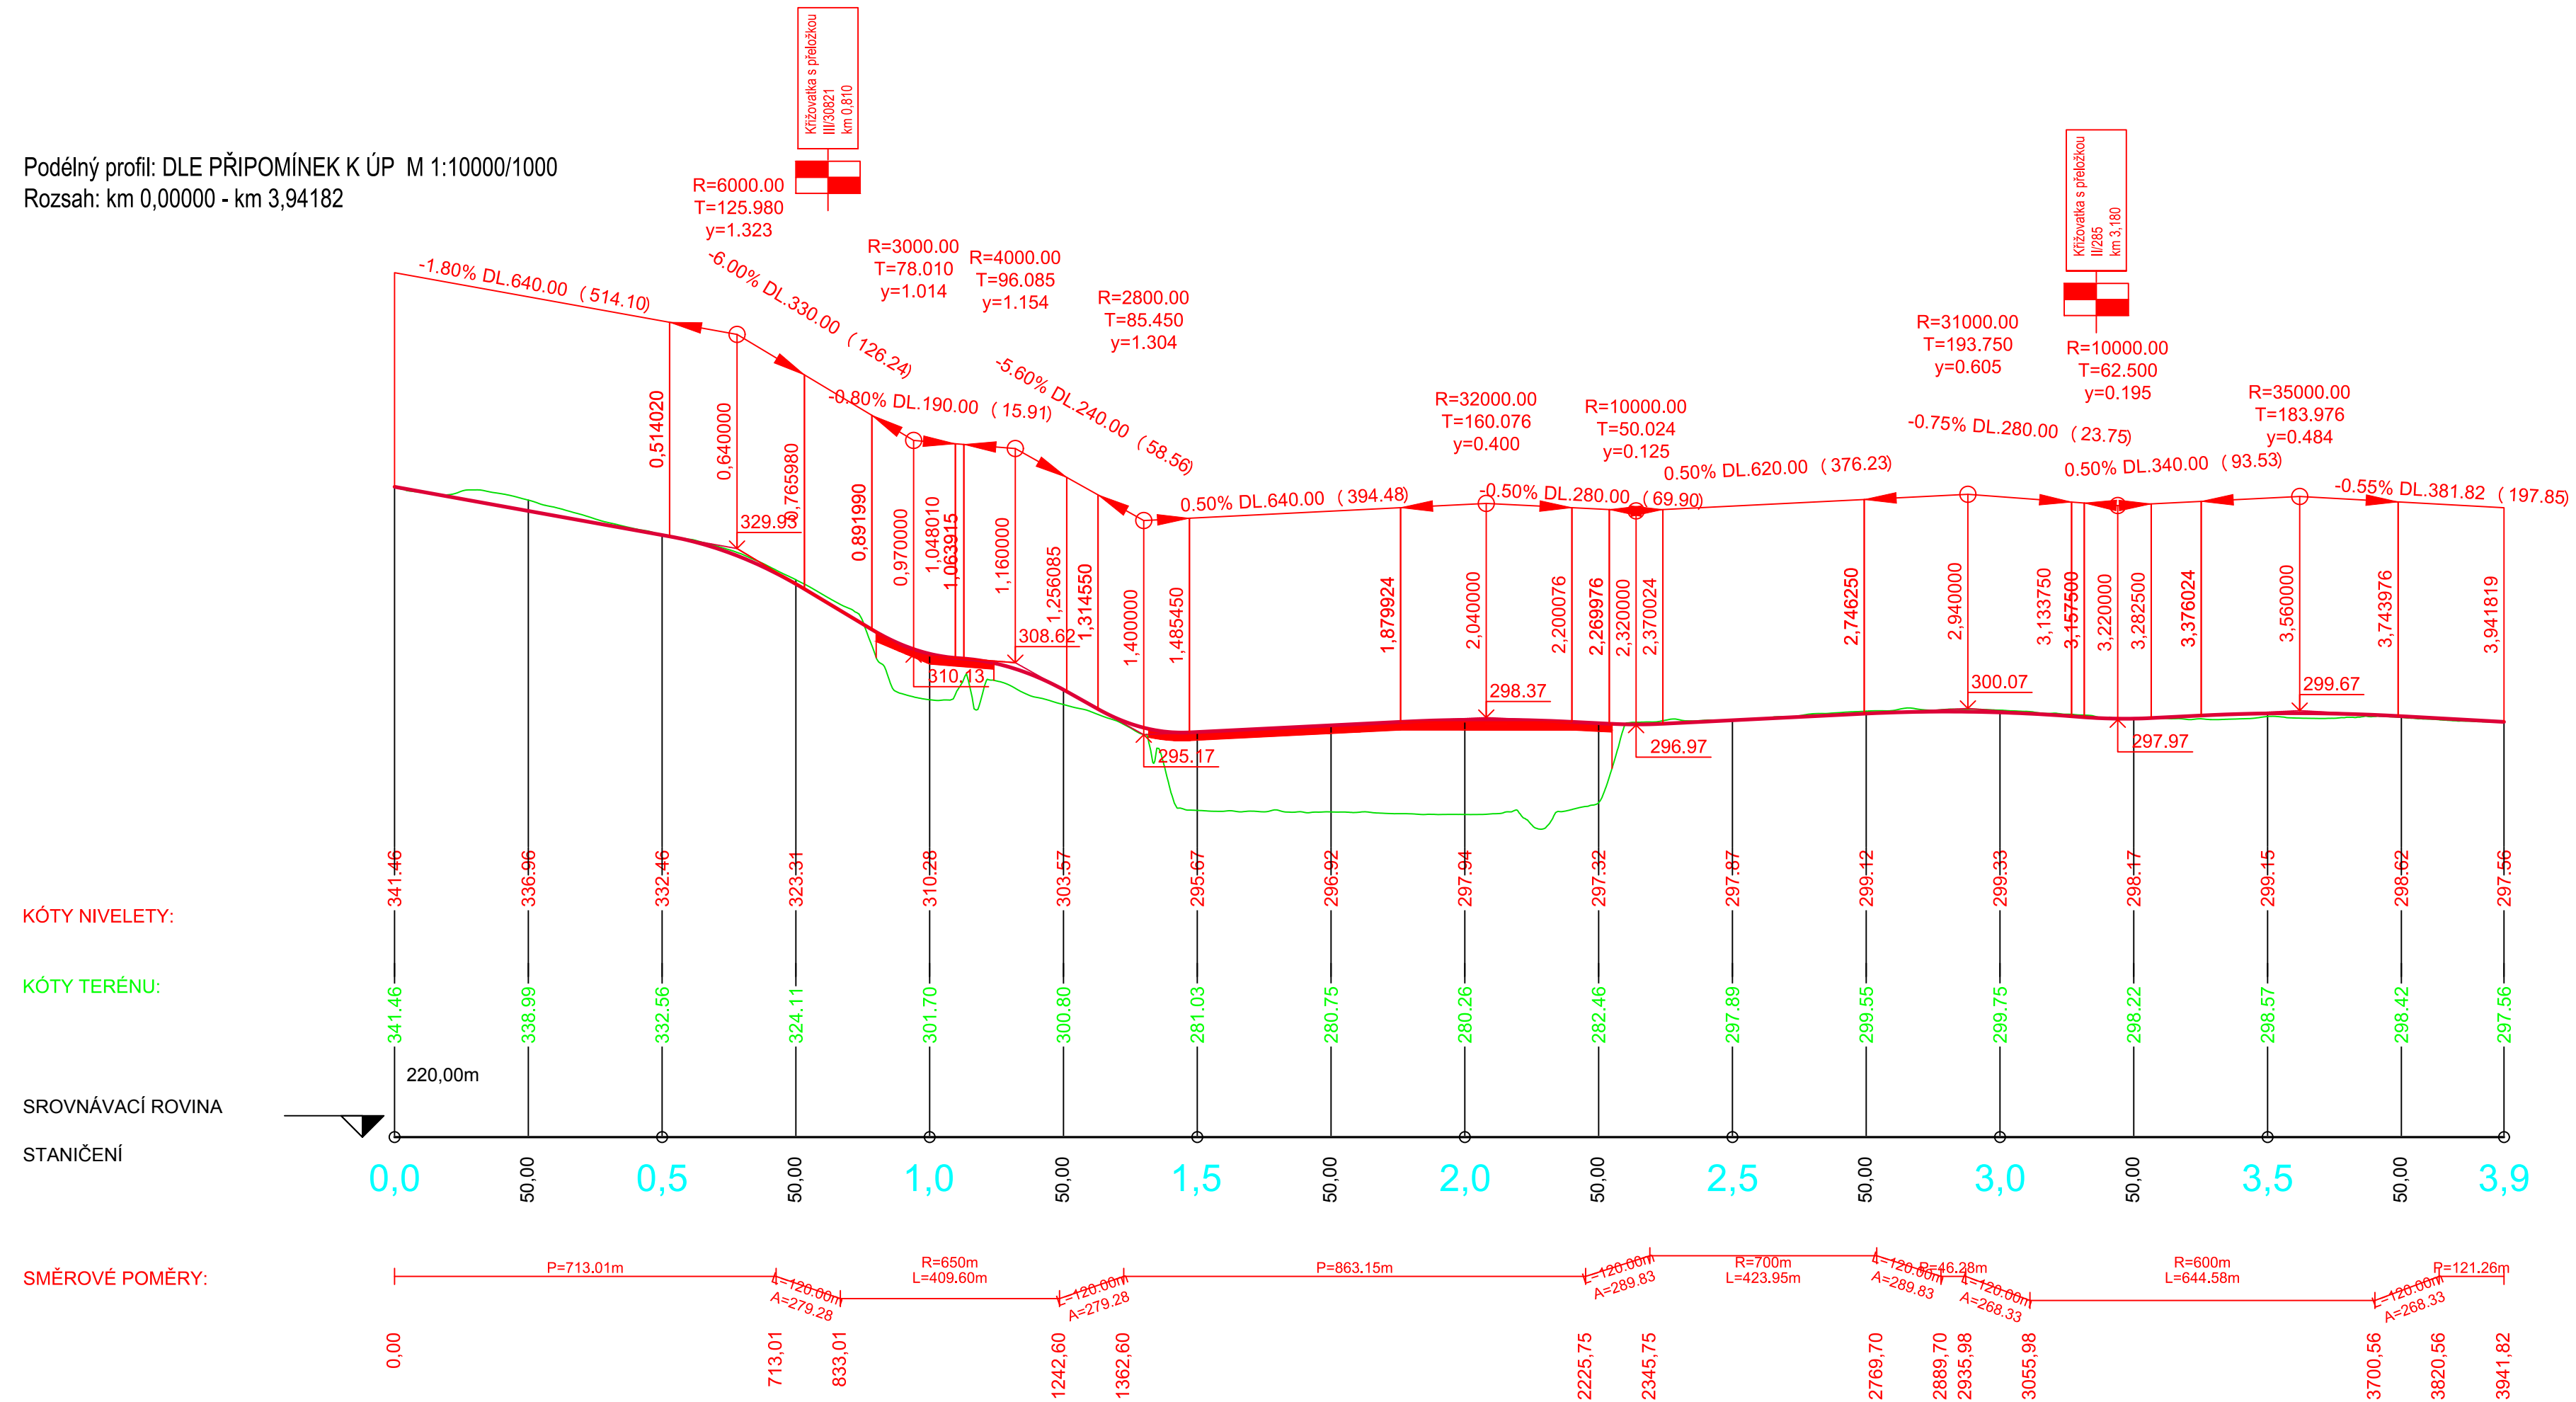 Křižovatka s přeložkou
III/30821
km 0,810
Podélný profil: DLE PŘIPOMÍNEK K ÚP M 1:10000/1000
Rozsah: km 0,00000 - km 3,94182
Křižovatka s přeložkou
II/285
km 3,180
R=6000.00
T=125.980
y=1.323
R=3000.00
T=78.010
y=1.014
R=4000.00
T=96.085
y=1.154
R=2800.00
T=85.450
y=1.304
R=32000.00
T=160.076
y=0.400
R=10000.00
T=50.024
y=0.125
R=31000.00
T=193.750
y=0.605
R=10000.00
T=62.500
y=0.195
R=35000.00
T=183.976
y=0.484
-1.80% DL.640.00 ( 514.10)
-6.00% DL.330.00 ( 126.24)
-0.80% DL.190.00 ( 15.91)
-5.60% DL.240.00 ( 58.56)
0.50% DL.640.00 ( 394.48)
-0.50% DL.280.00 ( 69.90)
0.50% DL.620.00 ( 376.23)
-0.75% DL.280.00 ( 23.75)
0.50% DL.340.00 ( 93.53)
-0.55% DL.381.82 ( 197.85)
0,514020
0,640000
0,765980
0,891990
0,970000
1,048010
1,063915
1,160000
1,256085
1,314550
1,400000
1,485450
1,879924
2,040000
2,200076
2,269976
2,320000
2,370024
2,746250
2,940000
3,133750
3,157500
3,220000
3,282500
3,376024
3,560000
3,743976
3,941819
329.93
310.13
308.62
295.17
298.37
296.97
300.07
297.97
299.67
KÓTY NIVELETY:
341.46
336.96
332.46
323.31
310.28
303.57
295.67
296.92
297.94
297.32
297.87
299.12
299.33
298.17
299.15
298.62
297.56
KÓTY TERÉNU:
341.46
338.99
332.56
324.11
301.70
300.80
281.03
280.75
280.26
282.46
297.89
299.55
299.75
298.22
298.57
298.42
297.56
220,00m
SROVNÁVACÍ ROVINA
STANIČENÍ
0,0
50,00
0,5
50,00
1,0
50,00
1,5
50,00
2,0
50,00
2,5
50,00
3,0
50,00
3,5
50,00
3,9
SMĚROVÉ POMĚRY:
P=713.01m
L=120.00m
A=279.28
R=650m
L=409.60m
L=120.00m
A=279.28
P=863.15m
L=120.00m
A=289.83
R=700m
L=423.95m
L=120.00m
A=289.83
P=46.28m
L=120.00m
A=268.33
R=600m
L=644.58m
L=120.00m
A=268.33
P=121.26m
0,00
713,01
833,01
1242,60
1362,60
2225,75
2345,75
2769,70
2889,70
2935,98
3055,98
3700,56
3820,56
3941,82